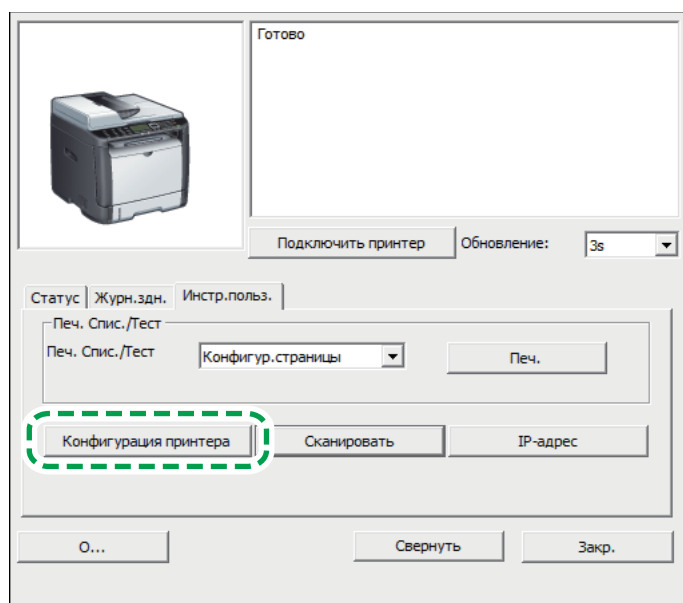 Готово
Подключить принтер Обновление: 3s
Статус Журн.здн. Инстр.польз.
Печ. Спис./Тест
Печ. Спис./Тест Конфигур.страницы Печ.
Конфигурация принтера Сканировать IP-адрес
О... Свернуть Закр.